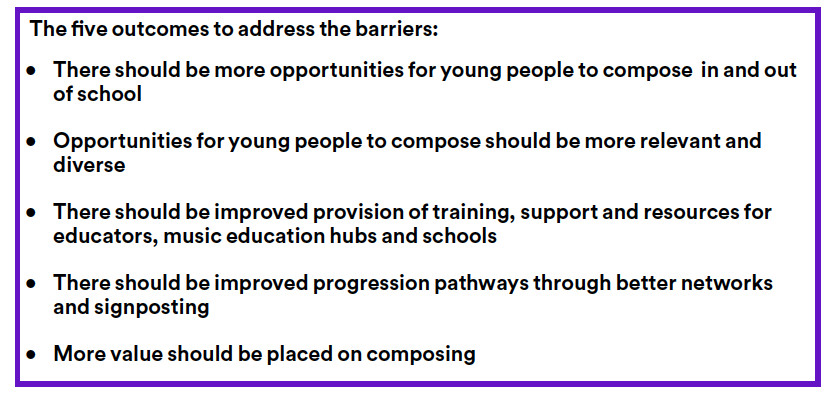 The five outcomes to address the barriers:
● There should be more opportunities for young people to compose in and out
of school
● Opportunities for young people to compose should be more relevant and
diverse
● There should be improved provision of training, support and resources for
educators, music education hubs and schools
● There should be improved progression pathways through better networks
and signposting
● More value should be placed on composing